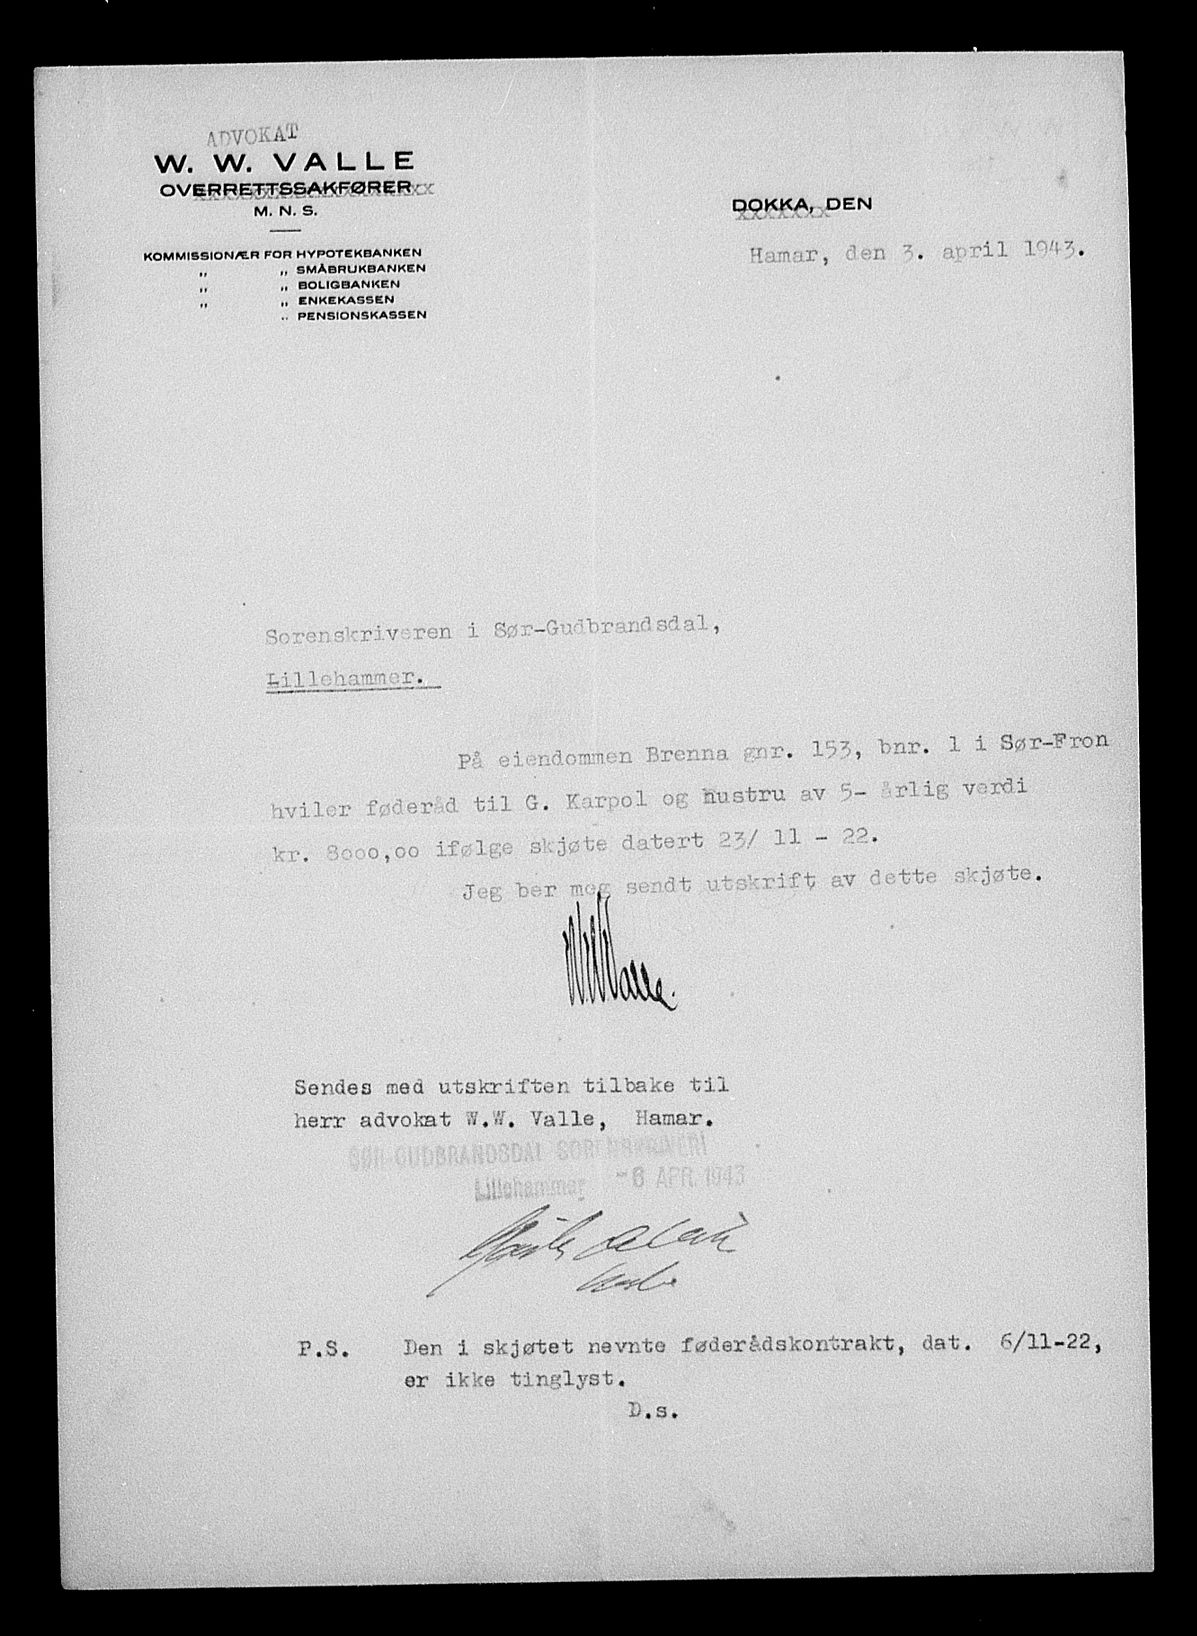 ADVOKAT
W. W. VALLE
OVERRETTSSAKFØRER
M. N. S.
KOMMISSIONÆR FOR HYPOTEKBANKEN
„ „ SMÅBRUKBANKEN
„ „ BOLIGBANKEN
„ „ ENKEKASSEN
„ PENSIONSKASSEN
DOKKA, DEN
Hamar, den 3. april 1943.
Sorenskriveren i Sør-Gudbrandsdal,
Lillehammer.
På eiendommen Brenna gnr. 153, bnr. 1 i Sør-Fron
hviler føderåd til G. Karpol og hustru av 5- årlig verdi
kr. 8000,00 ifølge skjøte datert 23/ 11 - 22.
Jeg ber meg sendt utskrift av dette skjøte.
W.W.Valle.
Sendes med utskriften tilbake til
herr advokat W.W. Valle, Hamar.
SØR-GUDBRANDSDAL SORENSKRIVERI
Lillehammer -6 APR. 1943
P.S. Den i skjøtet nevnte føderådskontrakt, dat. 6/11-22,
er ikke tinglyst.
D.s.